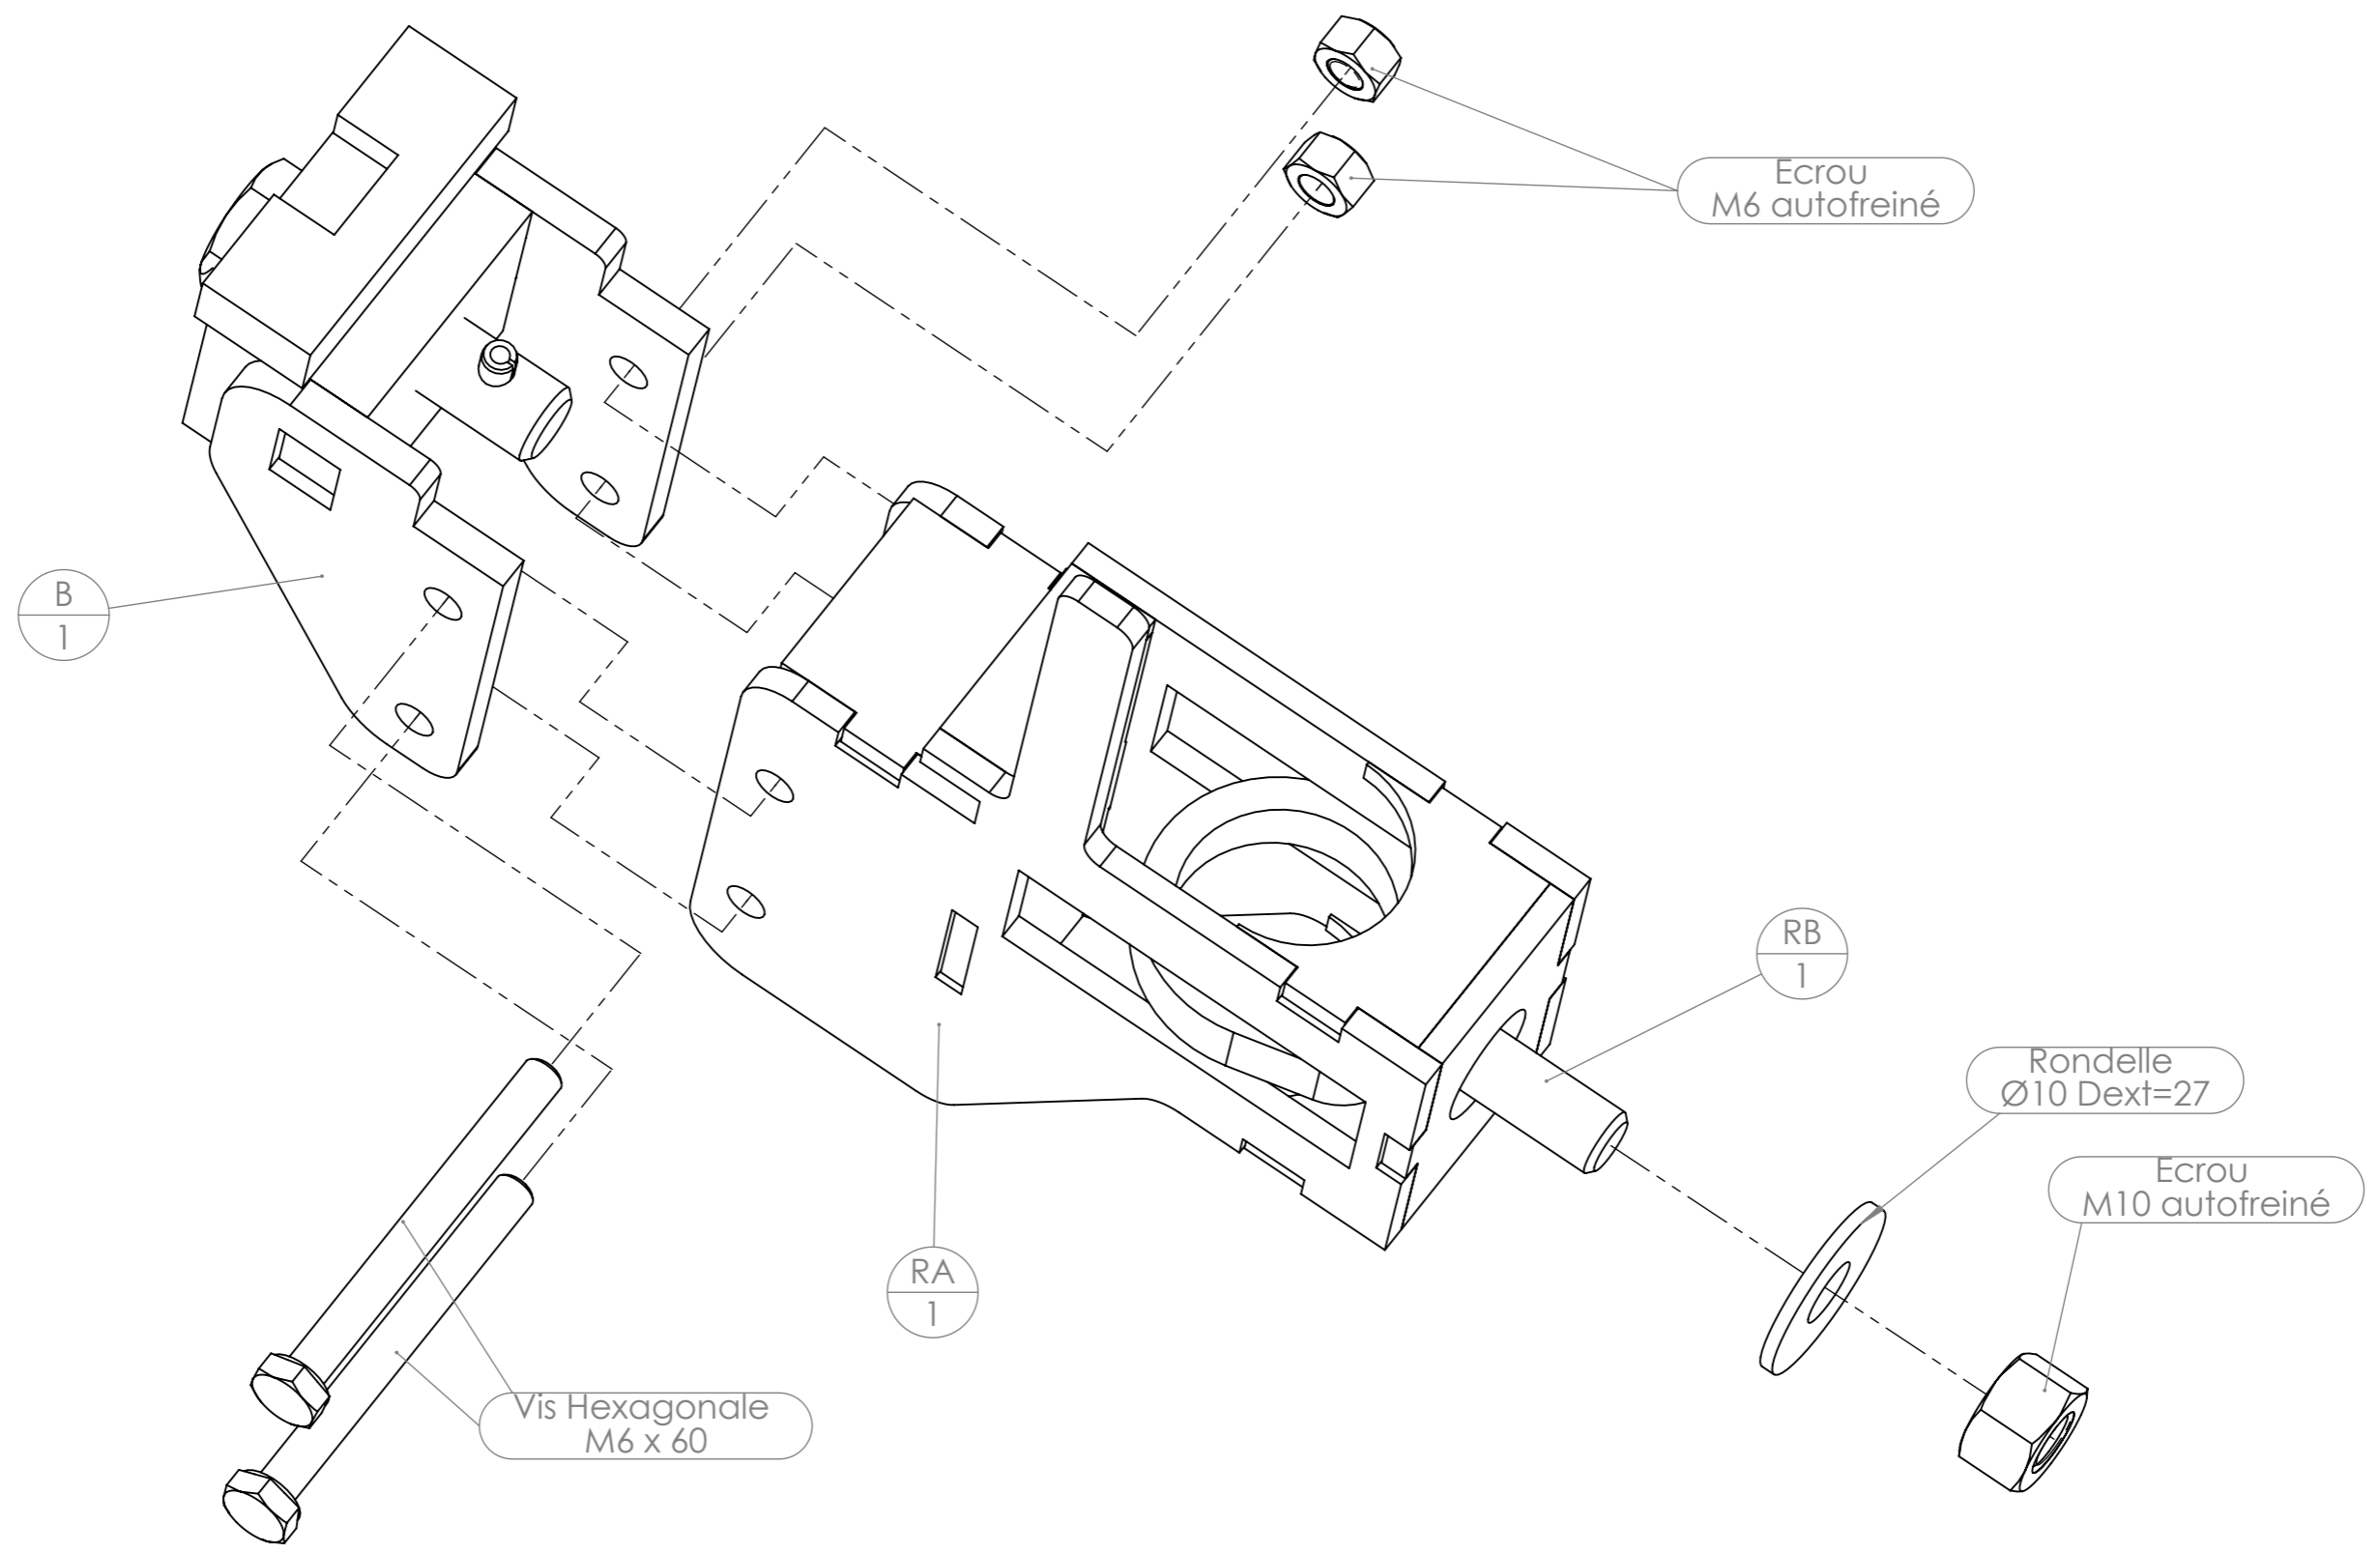 Ecrou
M6 autofreiné
B
1
RB
1
Rondelle
Ø10 Dext=27
Ecrou
M10 autofreiné
RA
1
Vis Hexagonale
M6 x 60